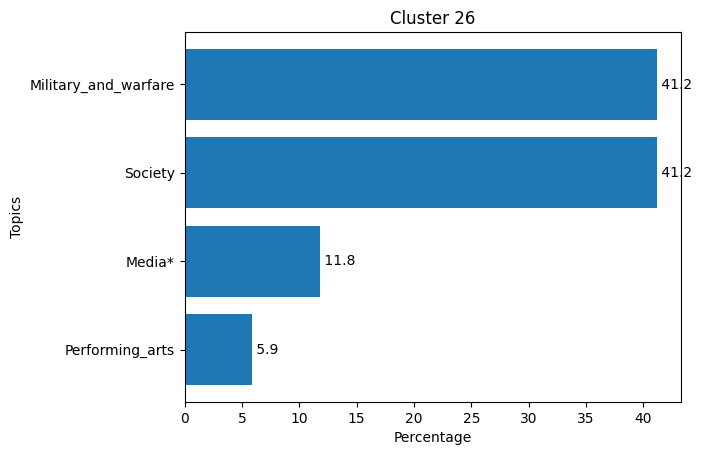 Cluster 26
Topics
Military_and_warfare 41.2
Society 41.2
Media* 11.8
Performing_arts 5.9
0 5 10 15 20 25 30 35 40
Percentage